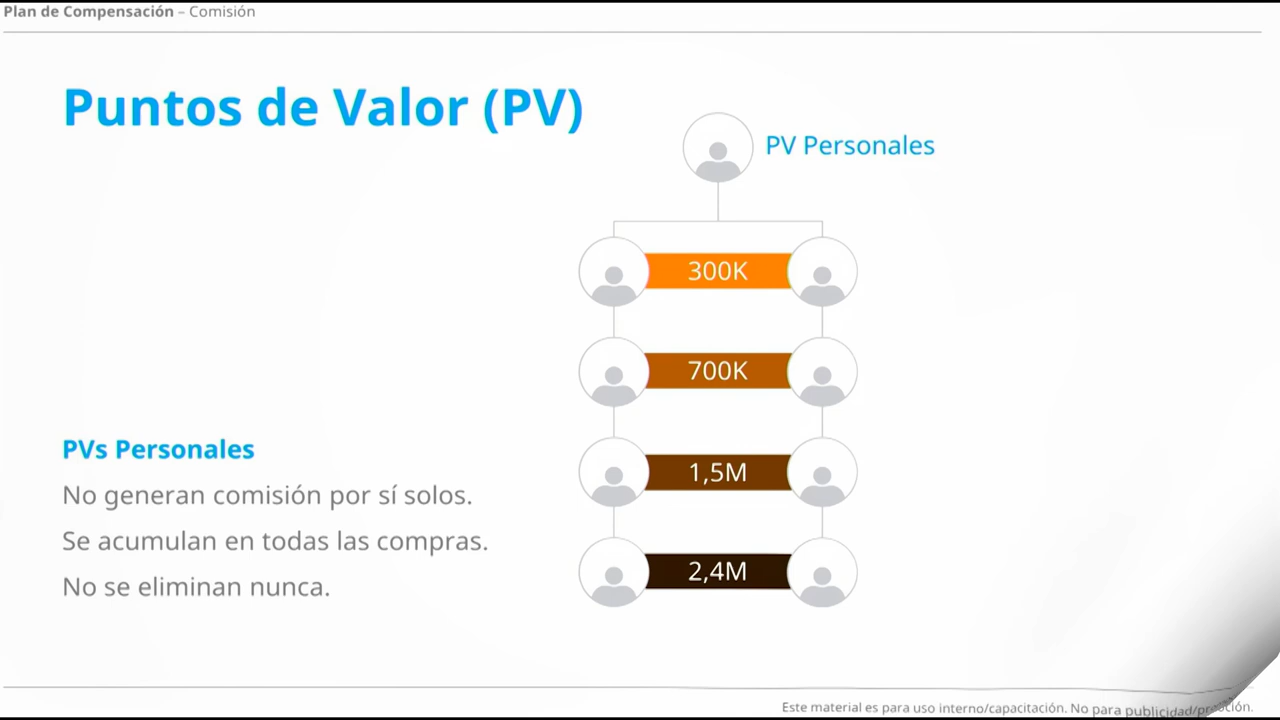 Plan de Compensación – Comisión
Puntos de Valor (PV)
PV Personales
300K
700K
1,5M
2,4M
PVs Personales
No generan comisión por sí solos.
Se acumulan en todas las compras.
No se eliminan nunca.
Este material es para uso interno/capacitación. No para